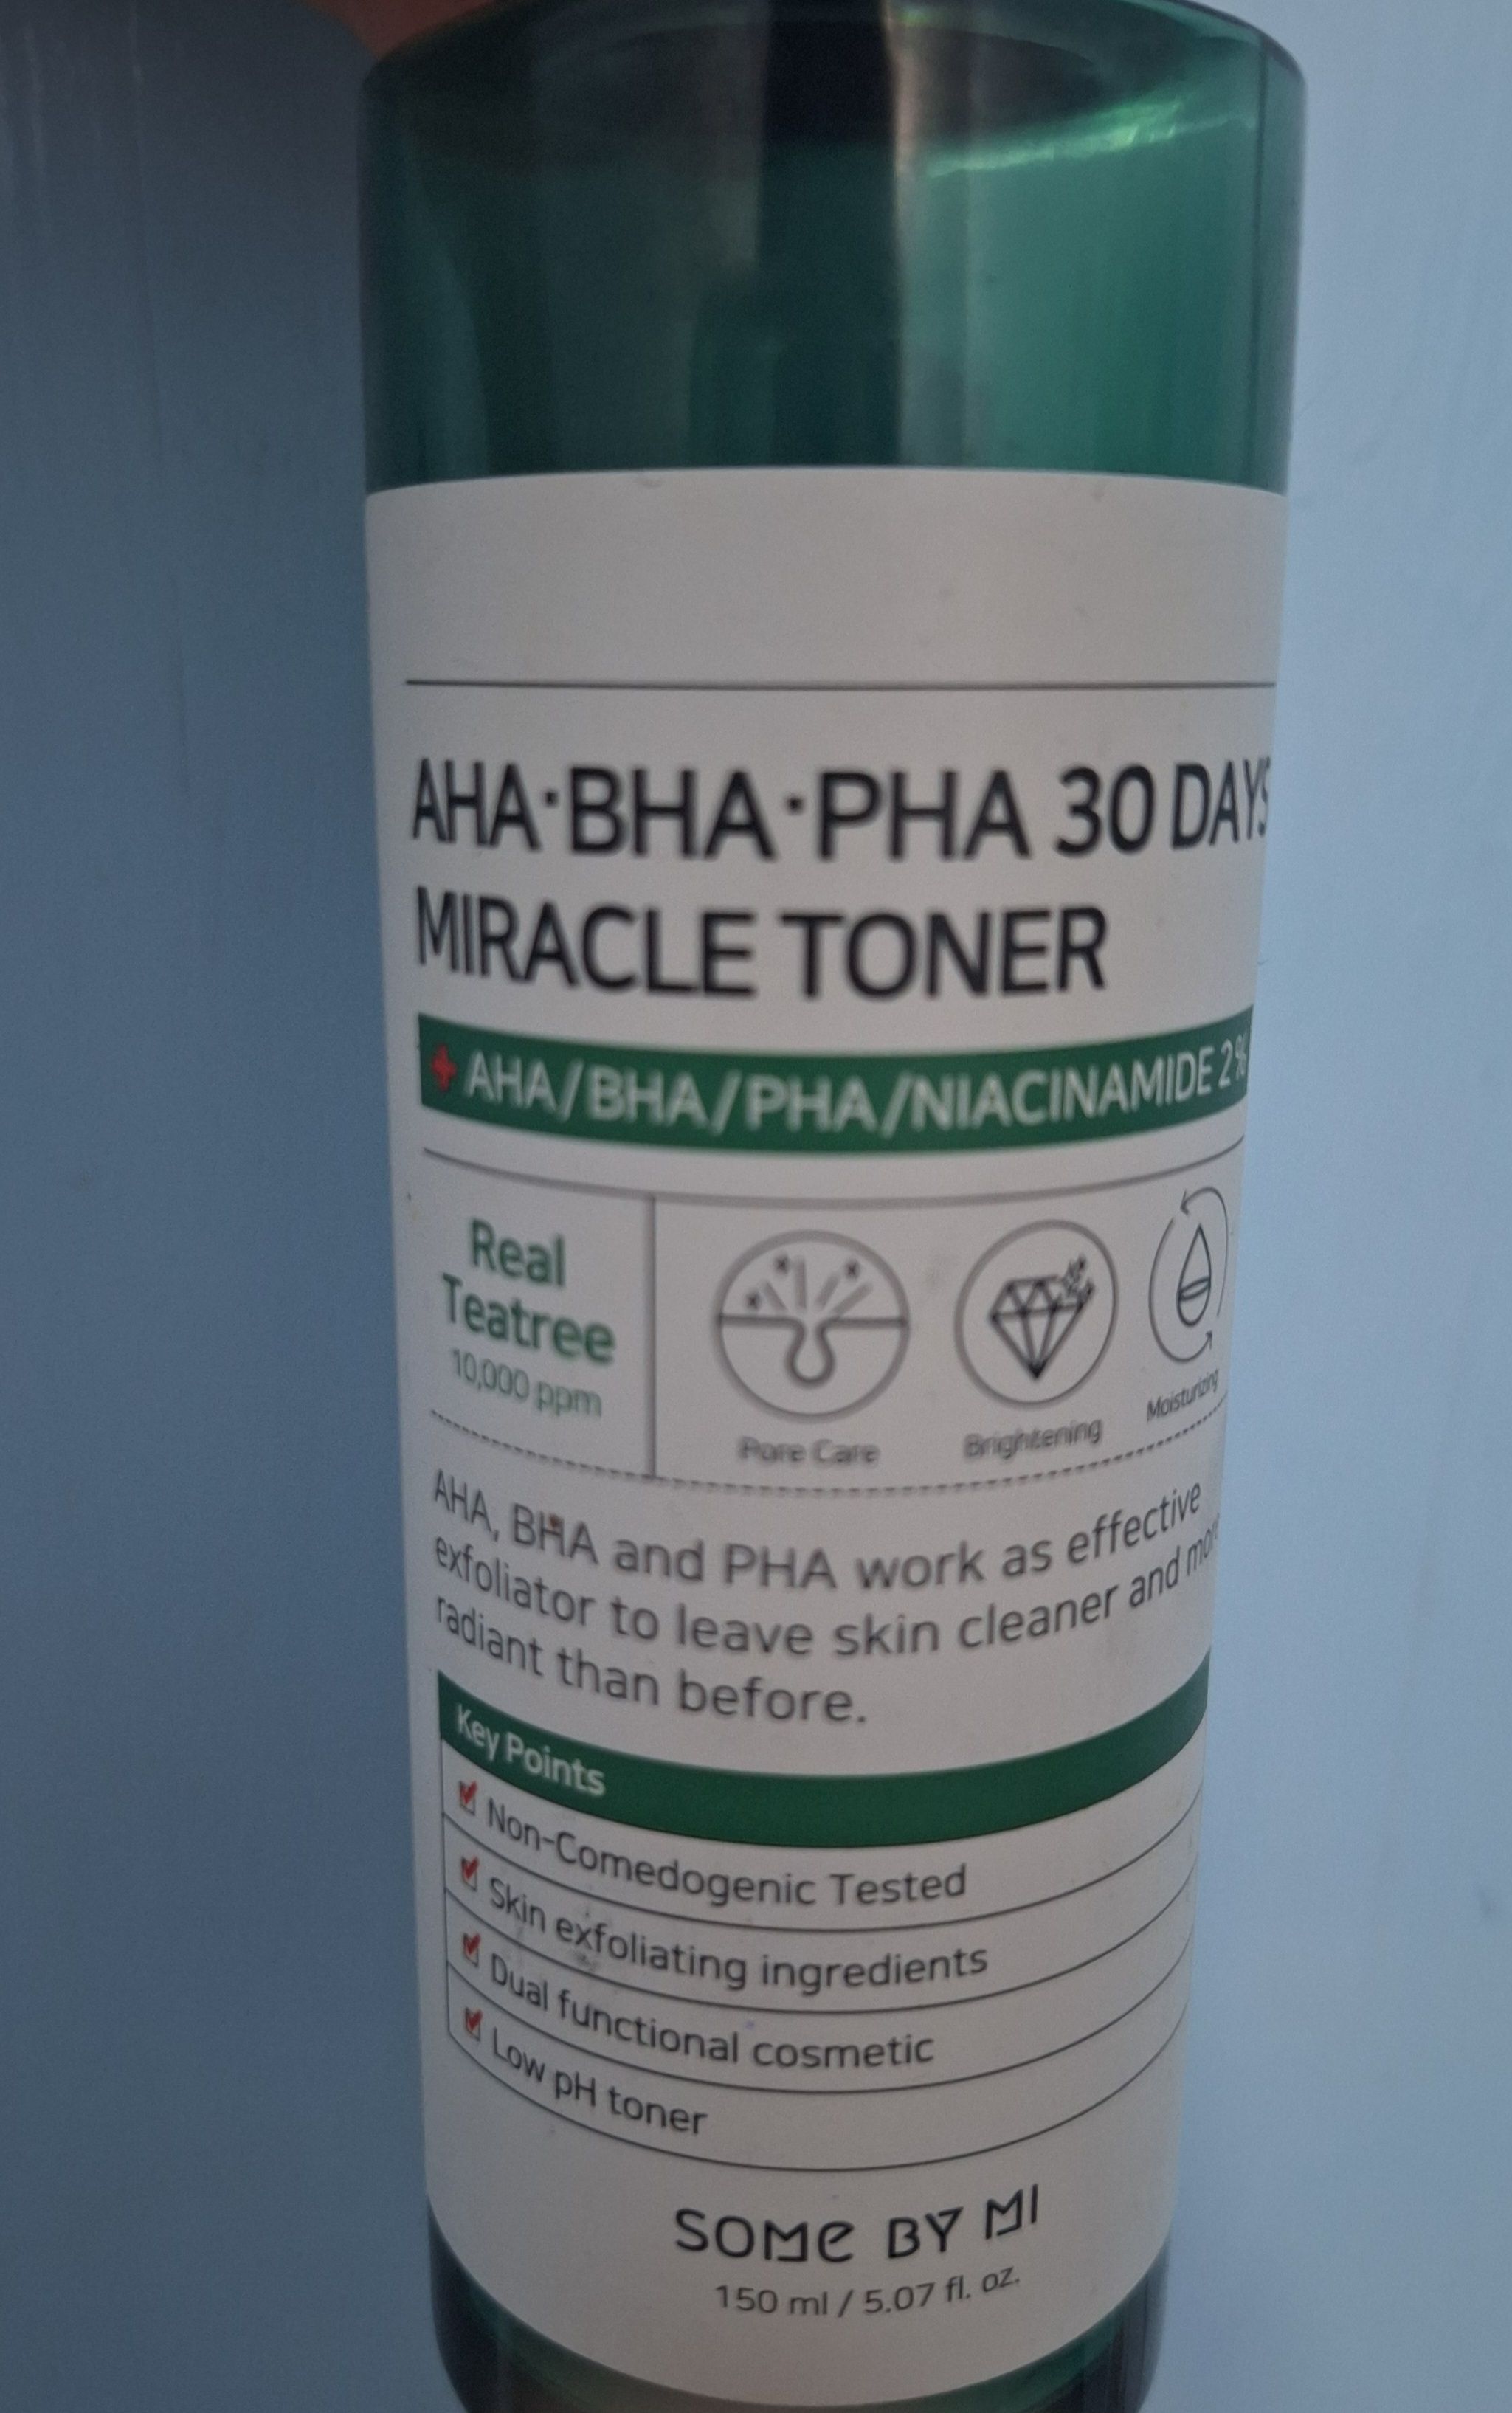 AHA·BHA·PHA 30 DAYS
MIRACLE TONER
+ AHA/BHA/PHA/NIACINAMIDE 2%
Real
Teatree
10,000 ppm
Pore Care
Brightening
Moisturizing
AHA, BHA and PHA work as effective
exfoliator to leave skin cleaner and more
radiant than before.
Key Points
Non-Comedogenic Tested
Skin exfoliating ingredients
Dual functional cosmetic
Low pH toner
SOME BY MI
150 ml / 5.07 fl. oz.